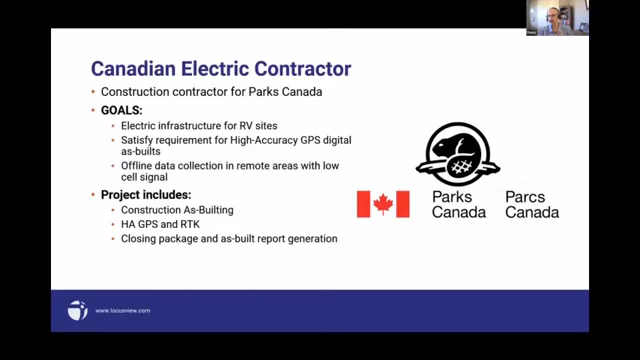 Canadian Electric Contractor
• Construction contractor for Parks Canada
• GOALS:
• Electric infrastructure for RV sites
• Satisfy requirement for High-Accuracy GPS digital
as-builts
• Offline data collection in remote areas with low
cell signal
• Project includes:
• Construction As-Builting
• HA GPS and RTK
• Closing package and as-built report generation
Parks
Canada
Parcs
Canada
www.locusview.com